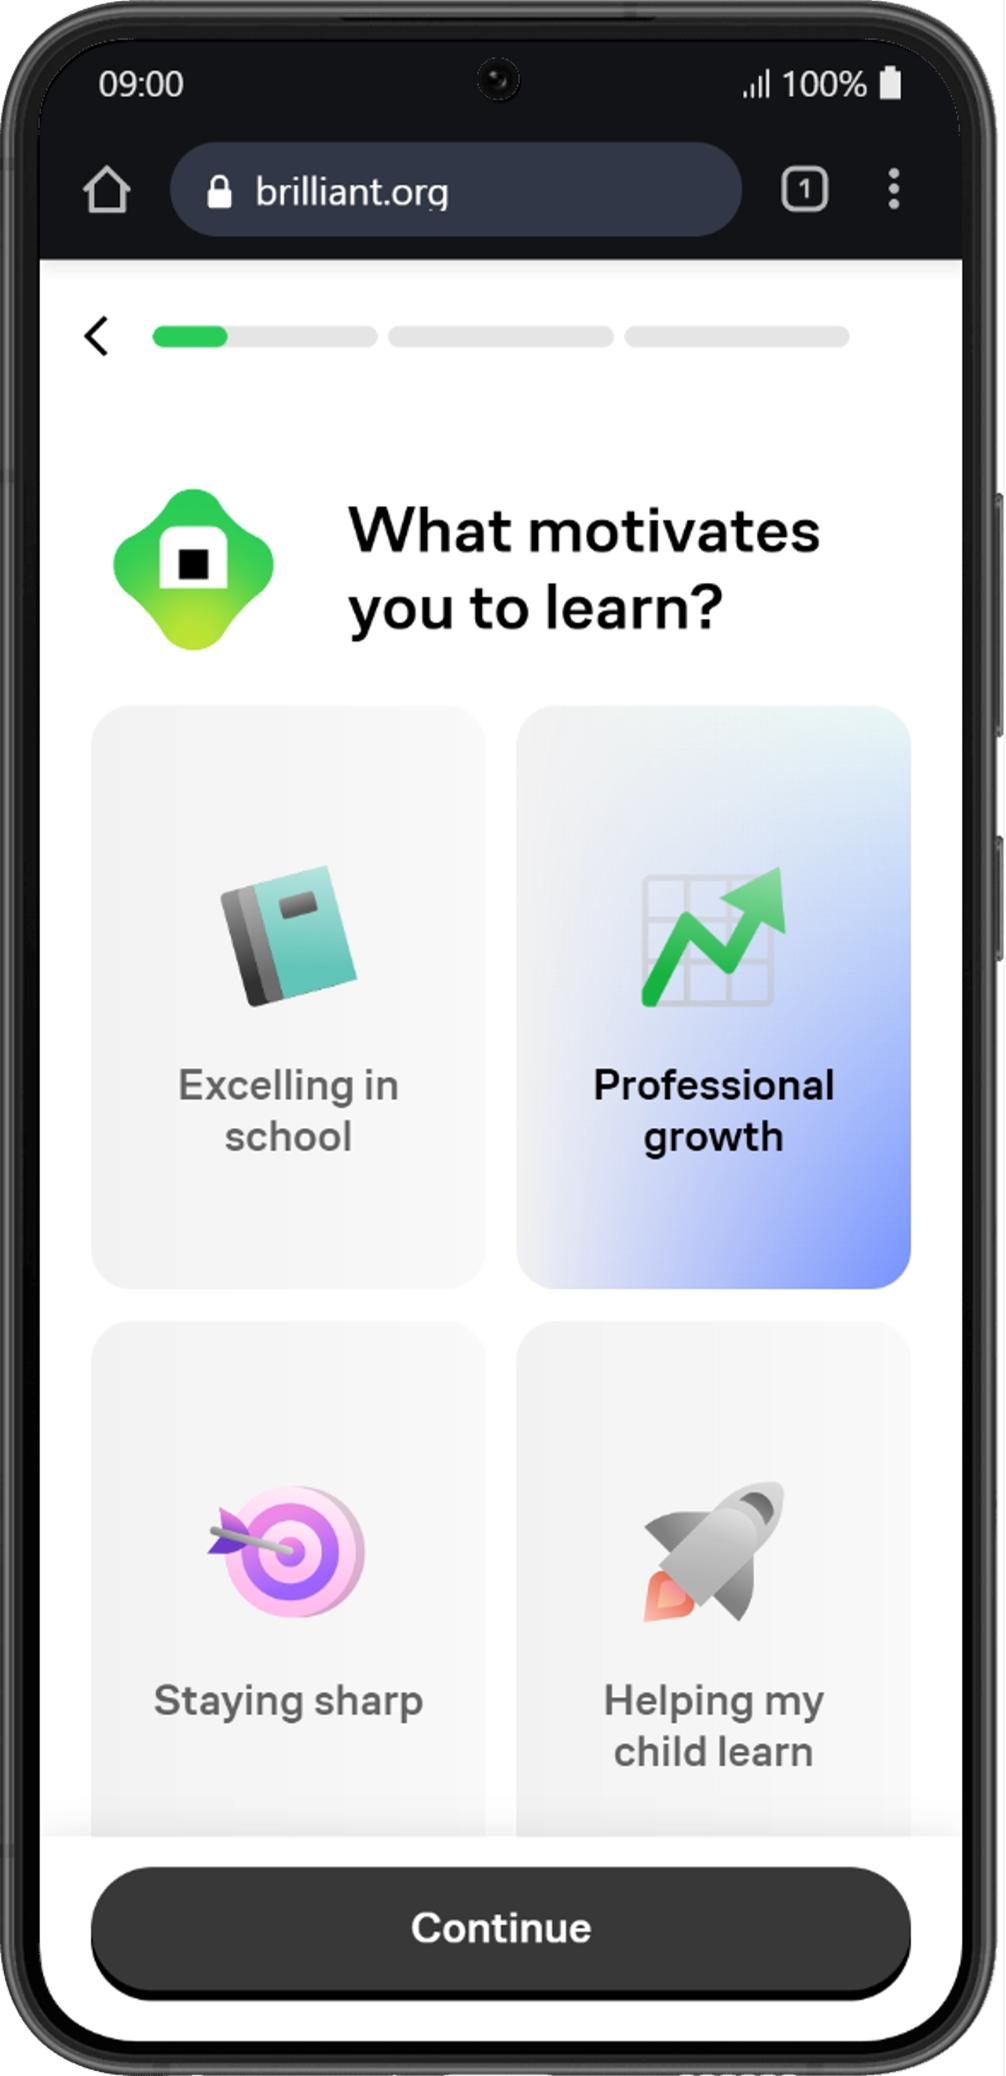 09:00
100%
brilliant.org
1
What motivates
you to learn?
Excelling in
school
Professional
growth
Staying sharp
Helping my
child learn
Continue